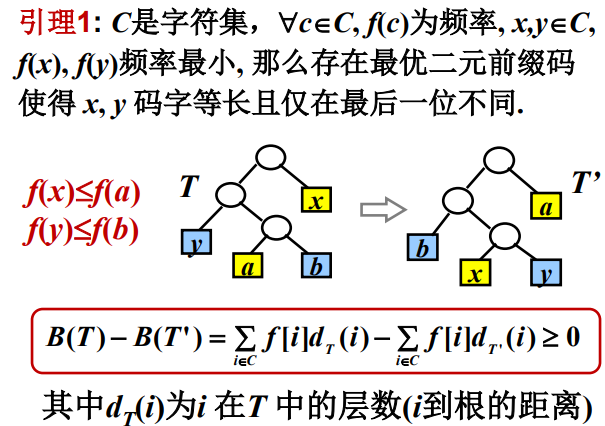 引理1: C是字符集，∀c∈C, f(c)为频率, x,y∈C,
f(x), f(y)频率最小, 那么存在最优二元前缀码
使得 x, y 码字等长且仅在最后一位不同.
f(x)≤f(a)
f(y)≤f(b)
T
x
y
a
b
T’
a
b
x
y
B(T) − B(T') = ∑_{i∈C} f[i]d_T(i) − ∑_{i∈C} f[i]d_{T'}(i) ≥ 0
其中d_T(i)为i 在T 中的层数(i到根的距离)